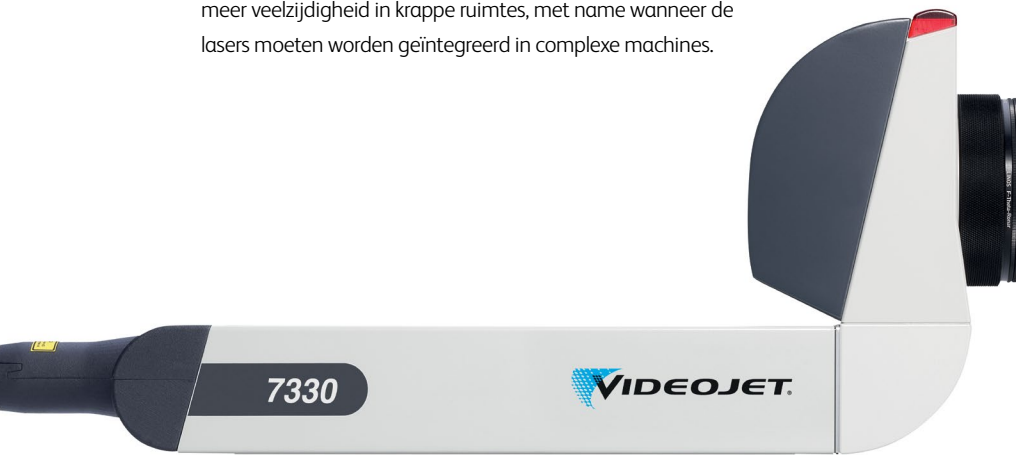 meer veelzijdigheid in krappe ruimtes, met name wanneer de
lasers moeten worden geïntegreerd in complexe machines.
7330
VIDEOJET.